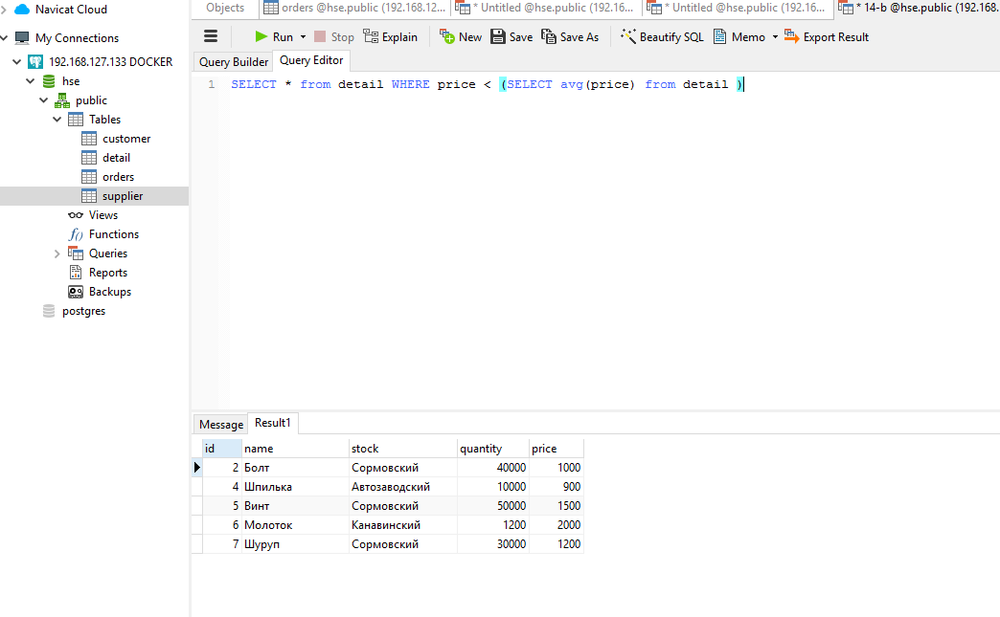 Navicat Cloud
My Connections
192.168.127.133 DOCKER
hse
public
Tables
customer
detail
orders
supplier
Views
Functions
Queries
Reports
Backups
postgres
Objects orders @hse.public (192.168.12... * Untitled @hse.public (192.16... * Untitled @hse.public (192.16... * 14-b @hse.public (192.168.
Run Stop Explain New Save Save As Beautify SQL Memo Export Result
Query Builder Query Editor
1 SELECT * from detail WHERE price < (SELECT avg(price) from detail )
Message Result1
id name stock quantity price
2 Болт Сормовский 40000 1000
4 Шпилька Автозаводский 10000 900
5 Винт Сормовский 50000 1500
6 Молоток Канавинский 1200 2000
7 Шуруп Сормовский 30000 1200